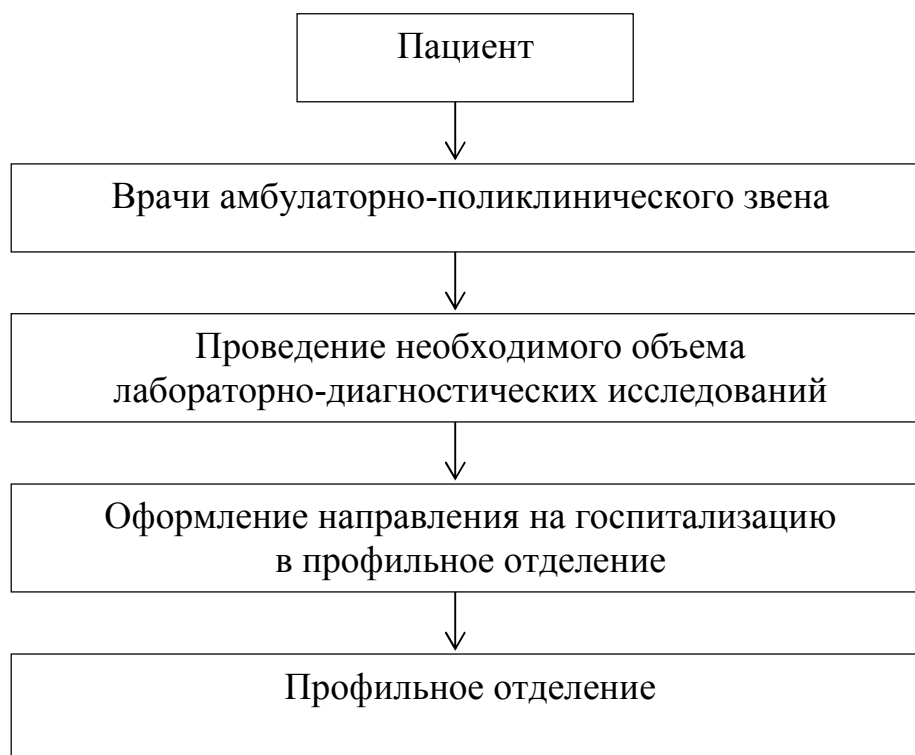 Пациент
Врачи амбулаторно-поликлинического звена
Проведение необходимого объема
лабораторно-диагностических исследований
Оформление направления на госпитализацию
в профильное отделение
Профильное отделение